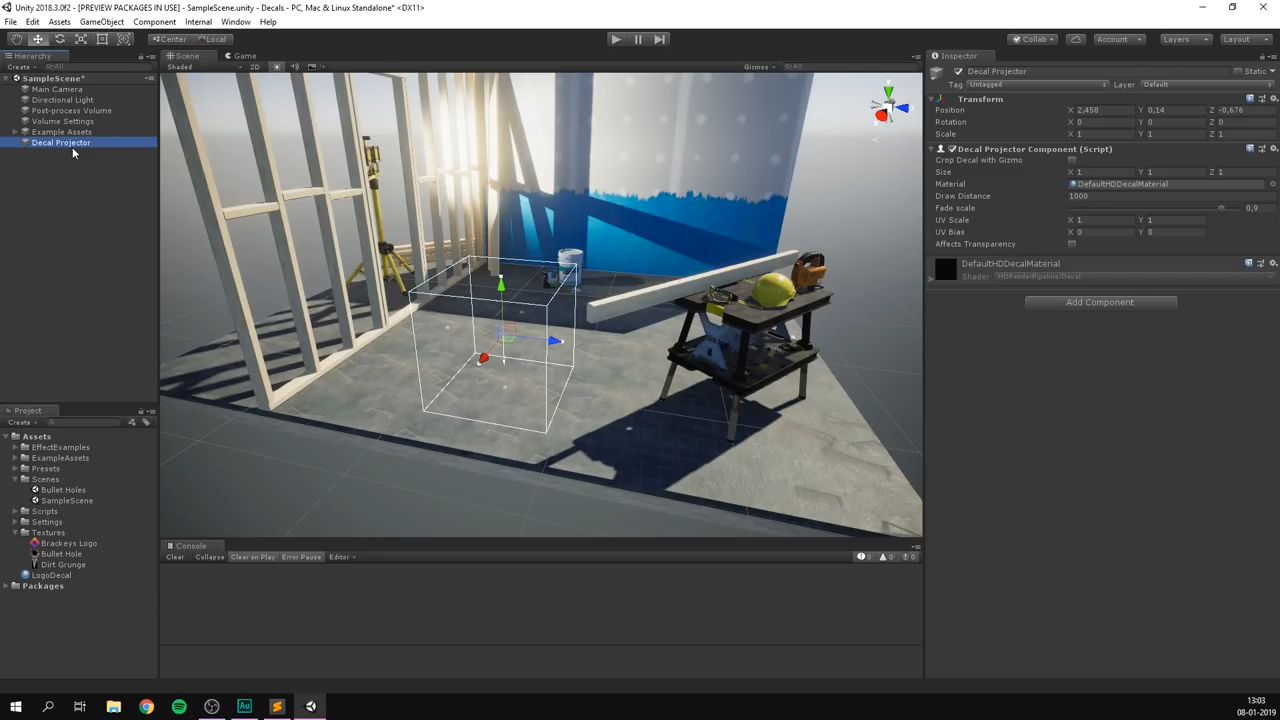 Unity 2018.3.0f2 - [PREVIEW PACKAGES IN USE] - SampleScene.unity - Decals - PC, Mac & Linux Standalone* <DX11>
File Edit Assets GameObject Component Internal Window Help
Center Local Collab Account Layers Layout
Hierarchy Scene Game Inspector
Create All
Shaded 2D Gizmos All
SampleScene*
Main Camera
Directional Light
Post-process Volume
Volume Settings
Example Assets
Decal Projector
y
Decal Projector Static
Tag Untagged Layer Default
Transform
Position X 2.458 Y 0.14 Z -0.676
Rotation X 0 Y 0 Z 0
Scale X 1 Y 1 Z 1
Decal Projector Component (Script)
Crop Decal with Gizmo
Size X 1 Y 1 Z 1
Material DefaultHDDecalMaterial
Draw Distance 1000
Fade scale 0,9
UV Scale X 1 Y 1
UV Bias X 0 Y 0
Affects Transparency
DefaultHDDecalMaterial
Shader HDRenderPipeline/Decal
Add Component
Project
Create
Assets
EffectExamples
ExampleAssets
Presets
Scenes
Bullet Holes
SampleScene
Scripts
Settings
Textures
Brackeys Logo
Bullet Hole
Dirt Grunge
LogoDecal
Packages
Console
Clear Collapse Clear on Play Error Pause Editor 0 0 0
Au
13:03
08-01-2019